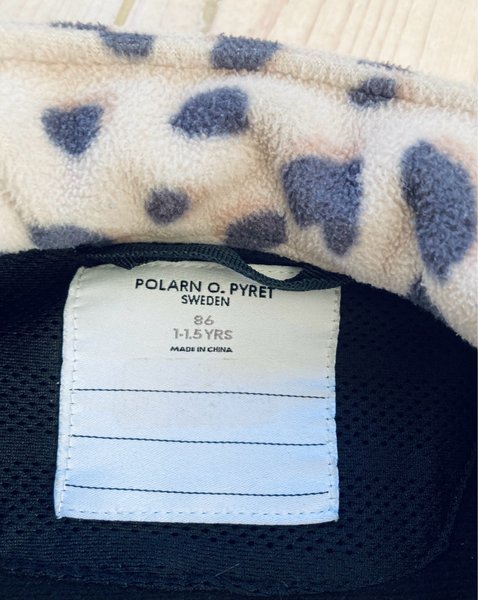 POLARN O. PYRET
SWEDEN
86
1-1.5 YRS
MADE IN CHINA